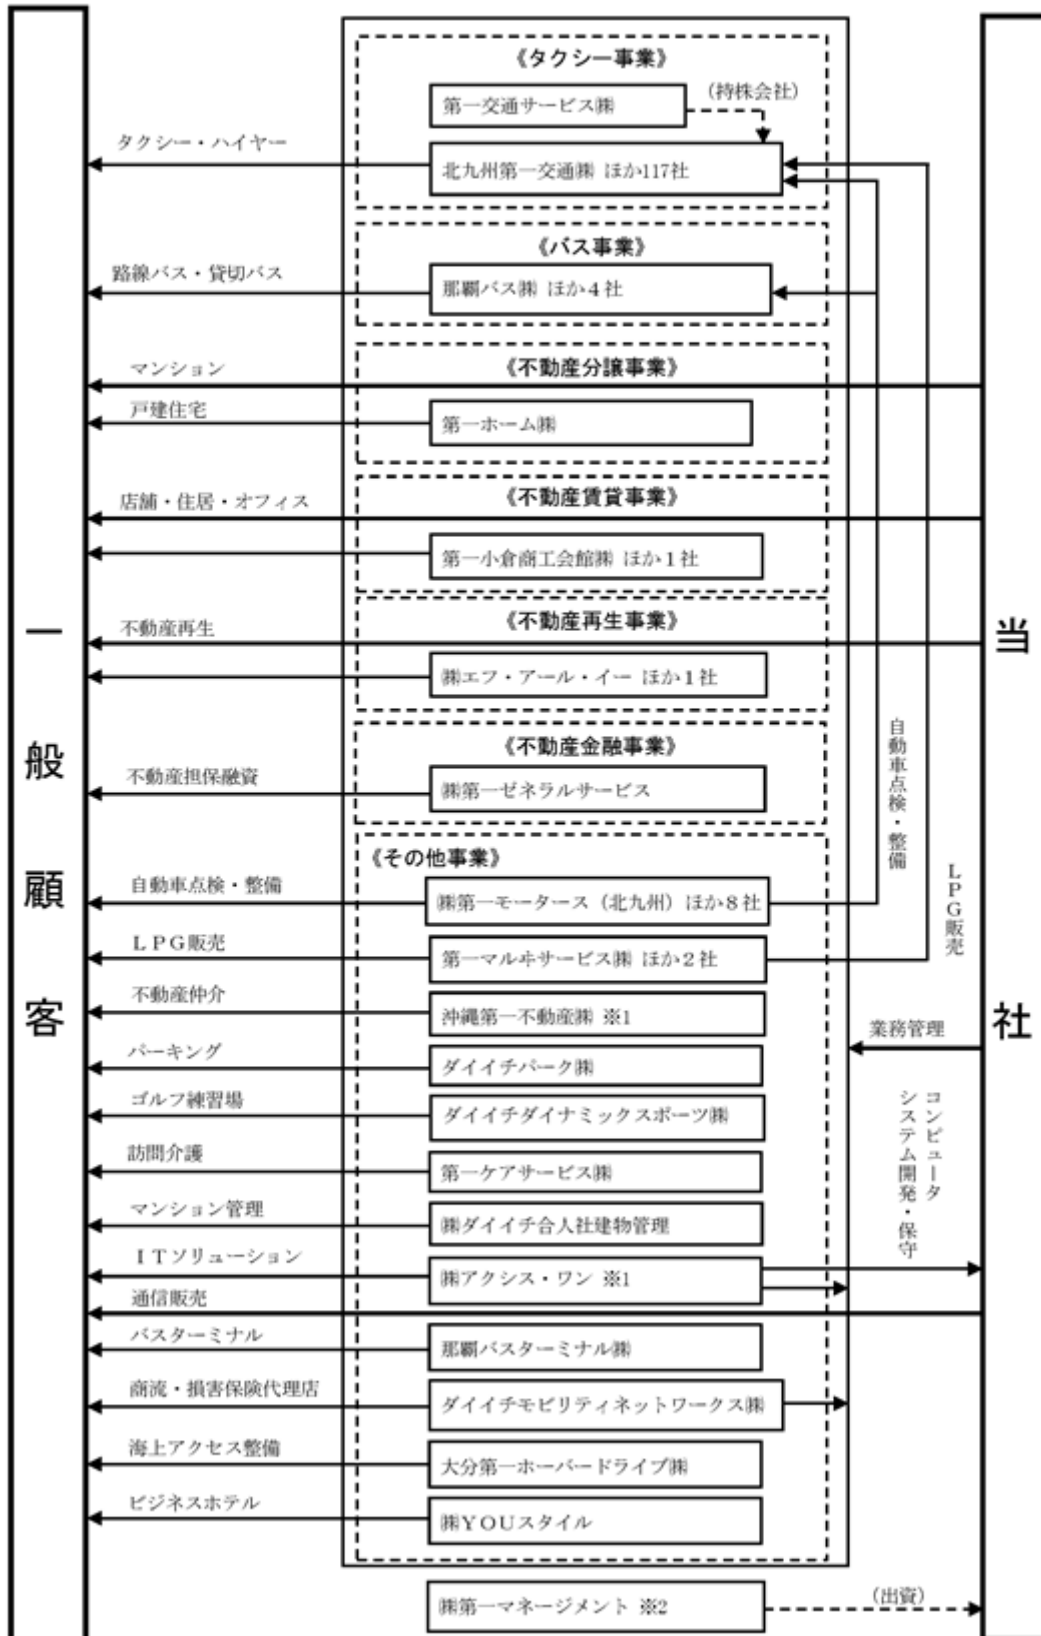 《タクシー事業》
第一交通サービス㈱
（持株会社）
タクシー・ハイヤー
北九州第一交通㈱ ほか117社
《バス事業》
路線バス・貸切バス
那覇バス㈱ ほか４社
《不動産分譲事業》
マンション
戸建住宅
第一ホーム㈱
《不動産賃貸事業》
店舗・住居・オフィス
第一小倉商工会館㈱ ほか１社
《不動産再生事業》
不動産再生
㈱エフ・アール・イー ほか１社
《不動産金融事業》
不動産担保融資
㈱第一ゼネラルサービス
《その他事業》
自動車点検・整備
㈱第一モータース（北九州）ほか８社
ＬＰＧ販売
第一マルヰサービス㈱ ほか２社
不動産仲介
沖縄第一不動産㈱ ※1
パーキング
ダイイチパーク㈱
ゴルフ練習場
ダイイチダイナミックスポーツ㈱
訪問介護
第一ケアサービス㈱
マンション管理
㈱ダイイチ合人社建物管理
ＩＴソリューション
㈱アクシス・ワン ※1
通信販売
バスターミナル
那覇バスターミナル㈱
商流・損害保険代理店
ダイイチモビリティネットワークス㈱
海上アクセス整備
大分第一ホーバードライブ㈱
ビジネスホテル
㈱ＹＯＵスタイル
㈱第一マネージメント ※2
（出資）
自動車点検・整備
ＬＰＧ販売
業務管理
コンピュータ
システム開発・保守
一般顧客
当社